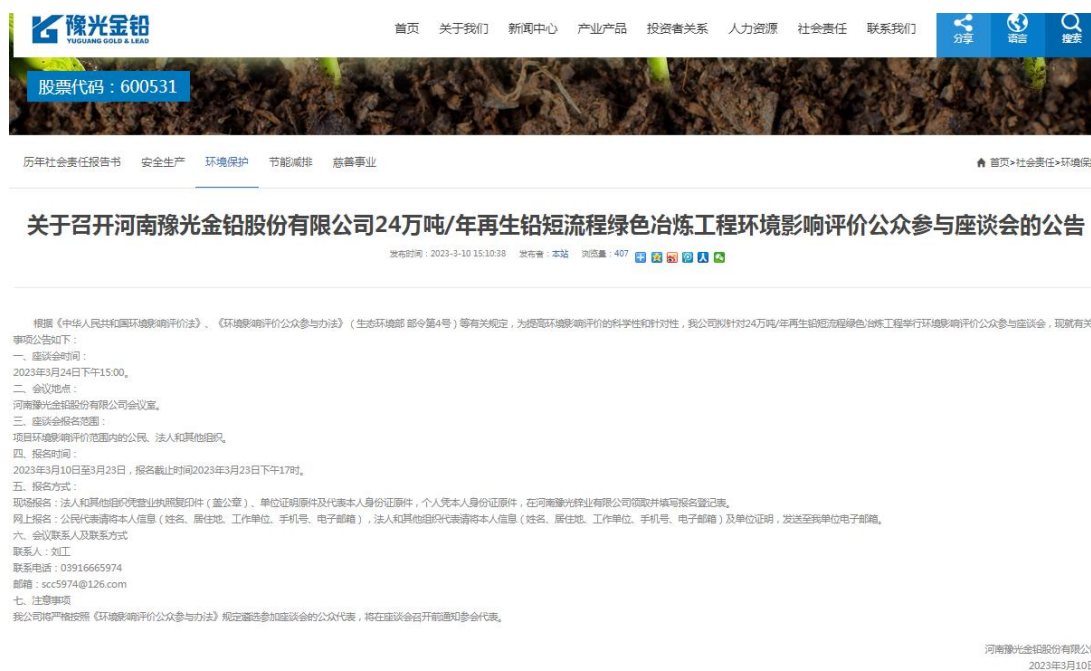 豫光金铅
YUGUANG GOLD & LEAD
首页 关于我们 新闻中心 产业产品 投资者关系 人力资源 社会责任 联系我们
分享 语言 搜索
股票代码：600531
历年社会责任报告书 安全生产 环境保护 节能减排 慈善事业
首页>社会责任>环境保
关于召开河南豫光金铅股份有限公司24万吨/年再生铅短流程绿色冶炼工程环境影响评价公众参与座谈会的公告
发布时间：2023-3-10 15:10:38 发布者：本站 浏览量：407
根据《中华人民共和国环境影响评价法》、《环境影响评价公众参与办法》（生态环境部 部令第4号）等有关规定，为提高环境影响评价的科学性和针对性，我公司拟针对24万吨/年再生铅短流程绿色冶炼工程举行环境影响评价公众参与座谈会，现就有关
事项公告如下：
一、座谈会时间：
2023年3月24日下午15:00。
二、会议地点：
河南豫光金铅股份有限公司会议室。
三、座谈会报名范围：
项目环境影响评价范围内的公民、法人和其他组织。
四、报名时间：
2023年3月10日至3月23日，报名截止时间2023年3月23日下午17时。
五、报名方式：
现场报名：法人和其他组织凭营业执照复印件（盖公章）、单位证明原件及代表本人身份证原件，个人凭本人身份证原件，在河南豫光锌业有限公司领取并填写报名登记表。
网上报名：公民代表请将本人信息（姓名、居住地、工作单位、手机号、电子邮箱），法人和其他组织代表请将本人信息（姓名、居住地、工作单位、手机号、电子邮箱）及单位证明，发送至我单位电子邮箱。
六、会议联系人及联系方式
联系人：刘工
联系电话：03916665974
邮箱：scc5974@126.com
七、注意事项
我公司将严格按照《环境影响评价公众参与办法》规定遴选参加座谈会的公众代表，将在座谈会召开前通知参会代表。
河南豫光金铅股份有限公
2023年3月10